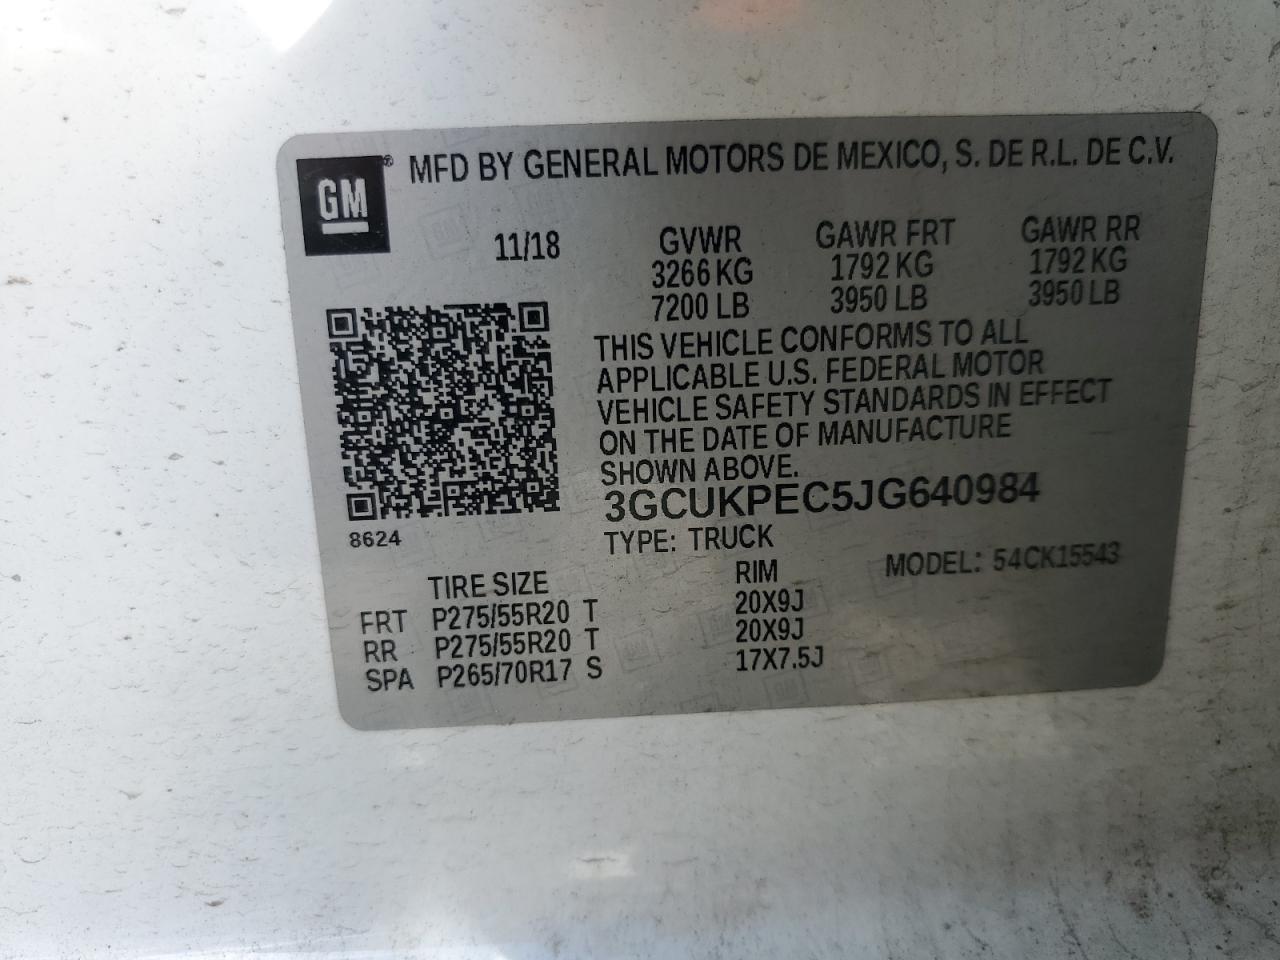 GM® MFD BY GENERAL MOTORS DE MEXICO, S. DE R.L. DE C.V.
11/18
GVWR GAWR FRT GAWR RR
3266 KG 1792 KG 1792 KG
7200 LB 3950 LB 3950 LB
THIS VEHICLE CONFORMS TO ALL
APPLICABLE U.S. FEDERAL MOTOR
VEHICLE SAFETY STANDARDS IN EFFECT
ON THE DATE OF MANUFACTURE
SHOWN ABOVE.
3GCUKPEC5JG640984
8624
TYPE: TRUCK MODEL: 54CK15543
TIRE SIZE RIM
FRT P275/55R20 T 20X9J
RR P275/55R20 T 20X9J
SPA P265/70R17 S 17X7.5J